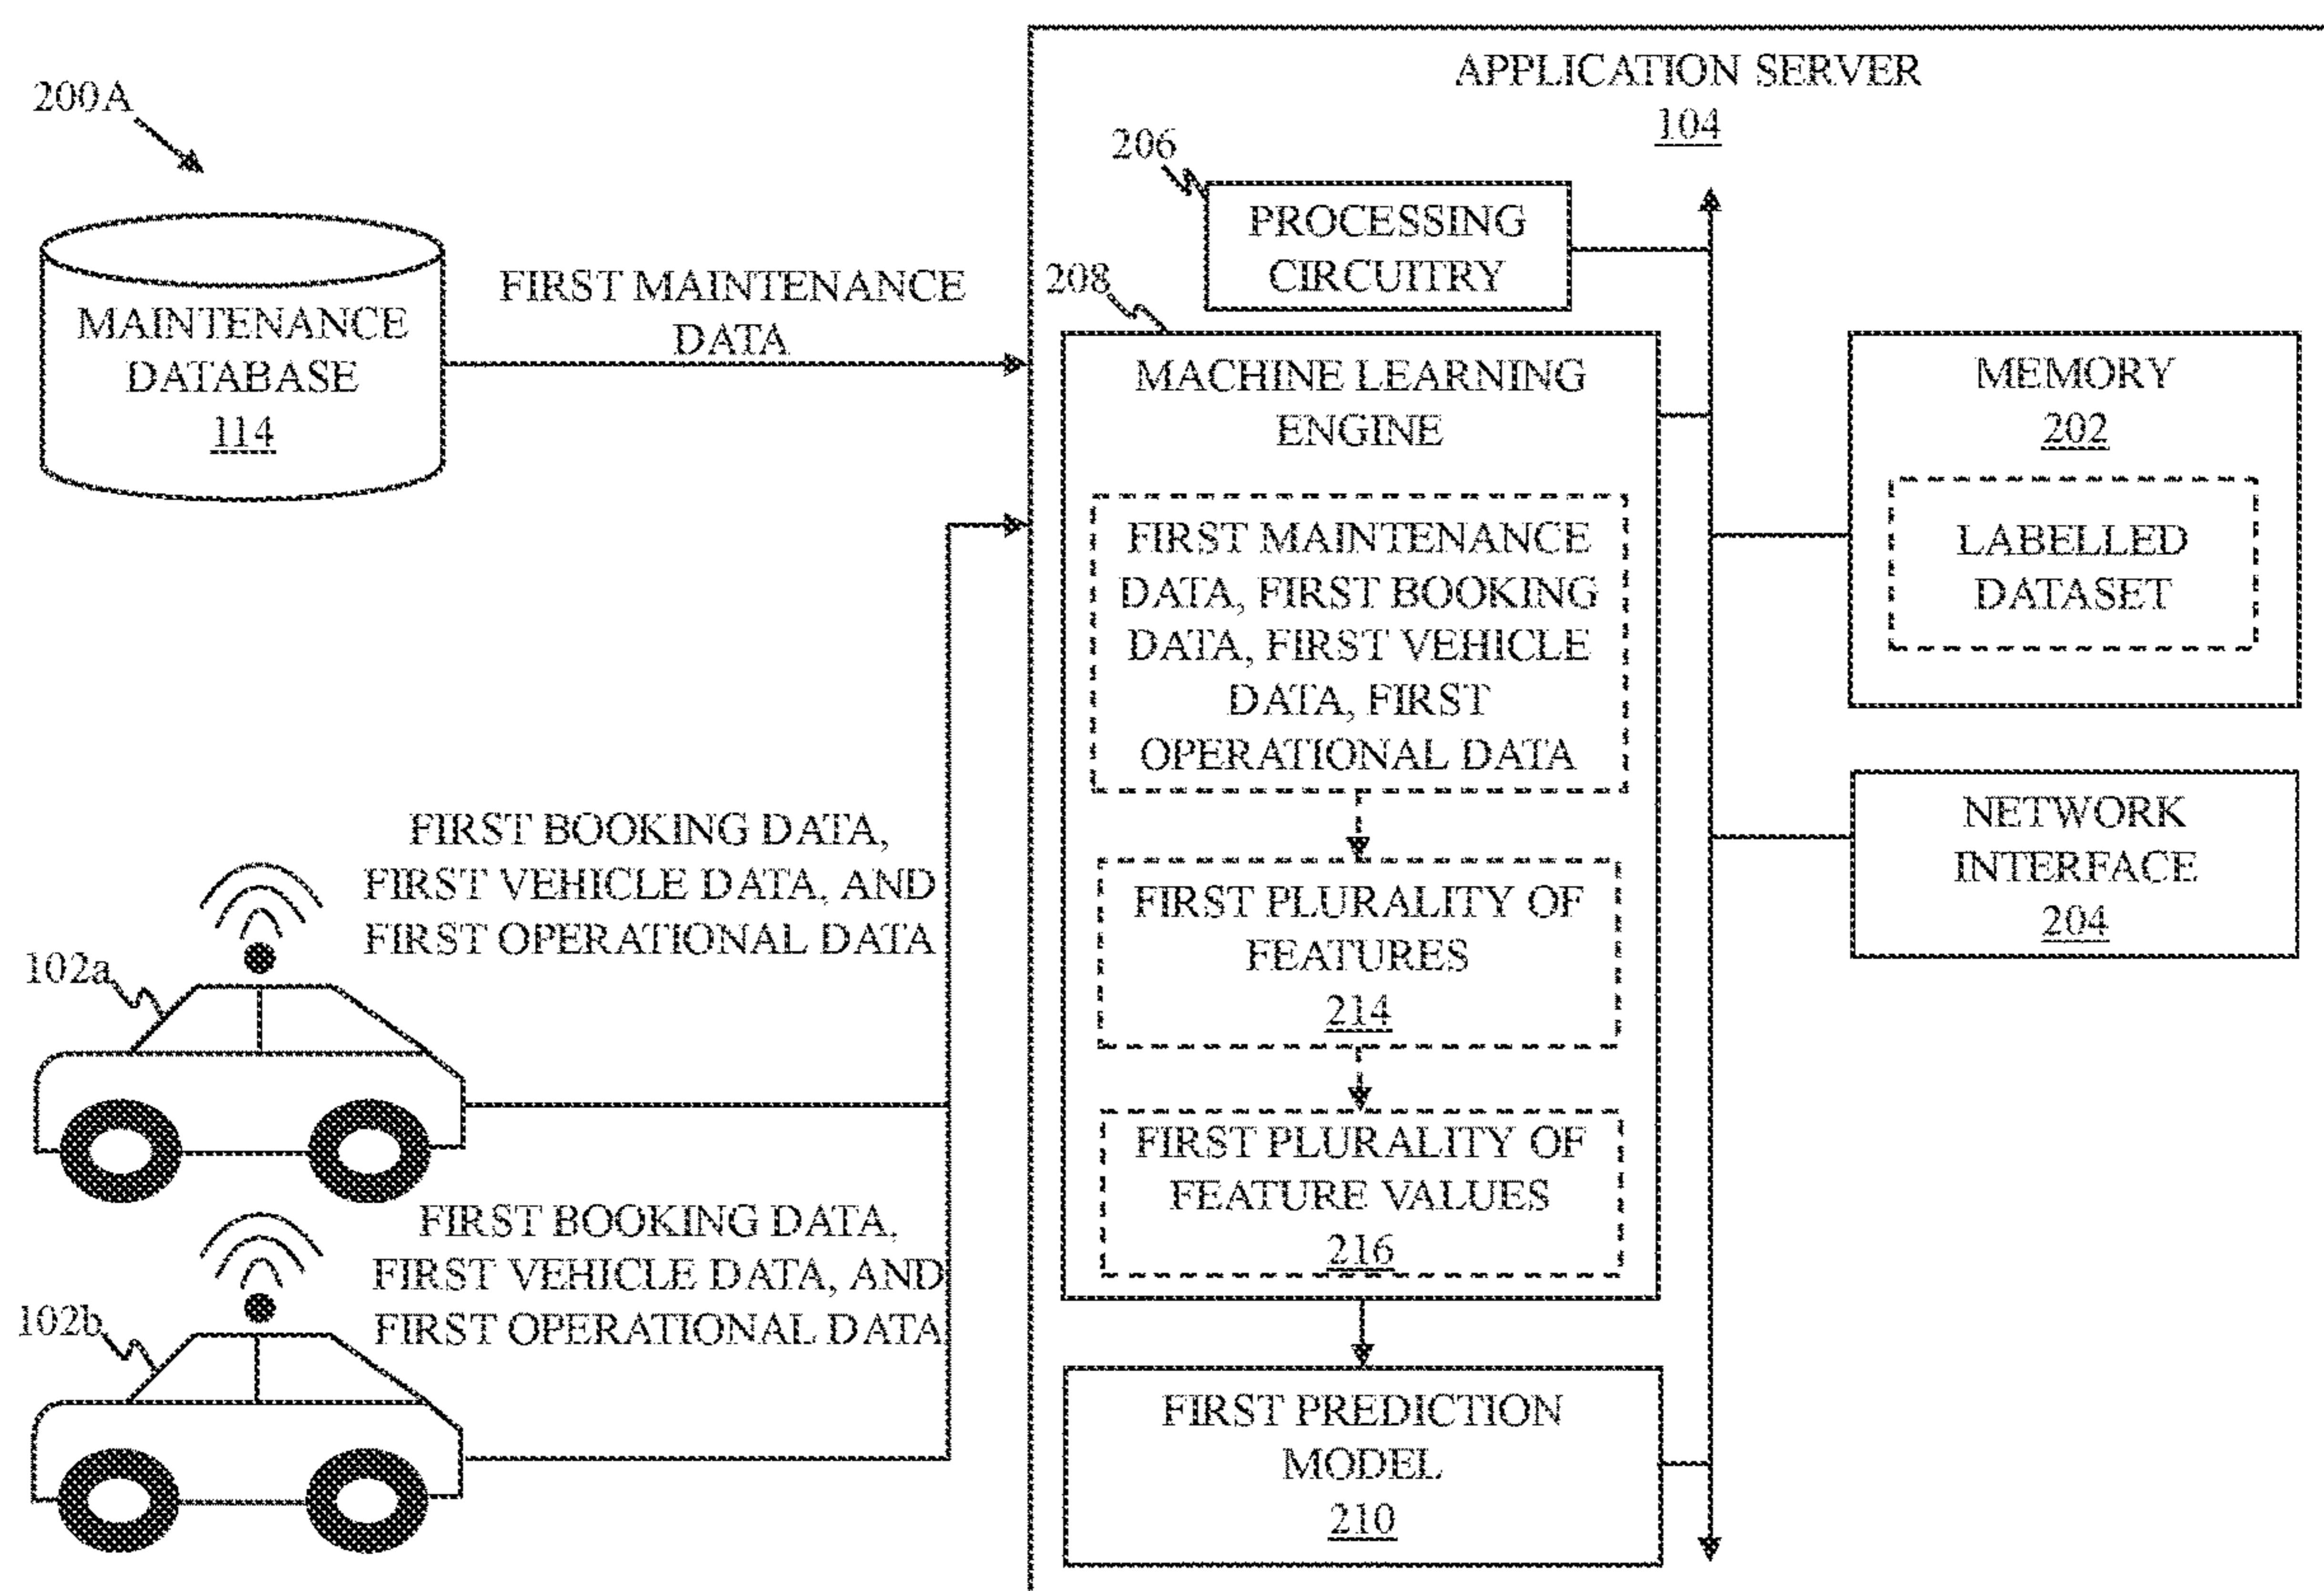 200A
MAINTENANCE
DATABASE
114
FIRST MAINTENANCE
DATA
FIRST BOOKING DATA,
FIRST VEHICLE DATA, AND
FIRST OPERATIONAL DATA
102a
FIRST BOOKING DATA,
FIRST VEHICLE DATA, AND
FIRST OPERATIONAL DATA
102b
APPLICATION SERVER
104
206
PROCESSING
CIRCUITRY
208
MACHINE LEARNING
ENGINE
FIRST MAINTENANCE
DATA, FIRST BOOKING
DATA, FIRST VEHICLE
DATA, FIRST
OPERATIONAL DATA
FIRST PLURALITY OF
FEATURES
214
FIRST PLURALITY OF
FEATURE VALUES
216
FIRST PREDICTION
MODEL
210
MEMORY
202
LABELLED
DATASET
NETWORK
INTERFACE
204